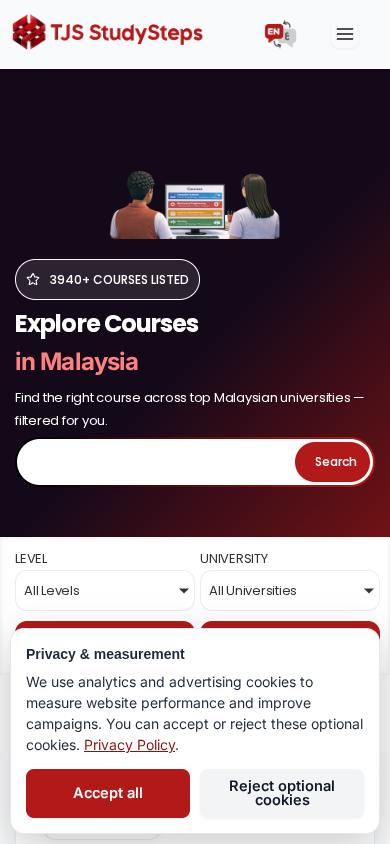 TJS StudySteps
EN
Courses
3940+ COURSES LISTED
Explore Courses
in Malaysia
Find the right course across top Malaysian universities —
filtered for you.
Search
LEVEL
UNIVERSITY
All Levels
All Universities
Privacy & measurement
We use analytics and advertising cookies to
measure website performance and improve
campaigns. You can accept or reject these optional
cookies. Privacy Policy.
Accept all
Reject optional
cookies